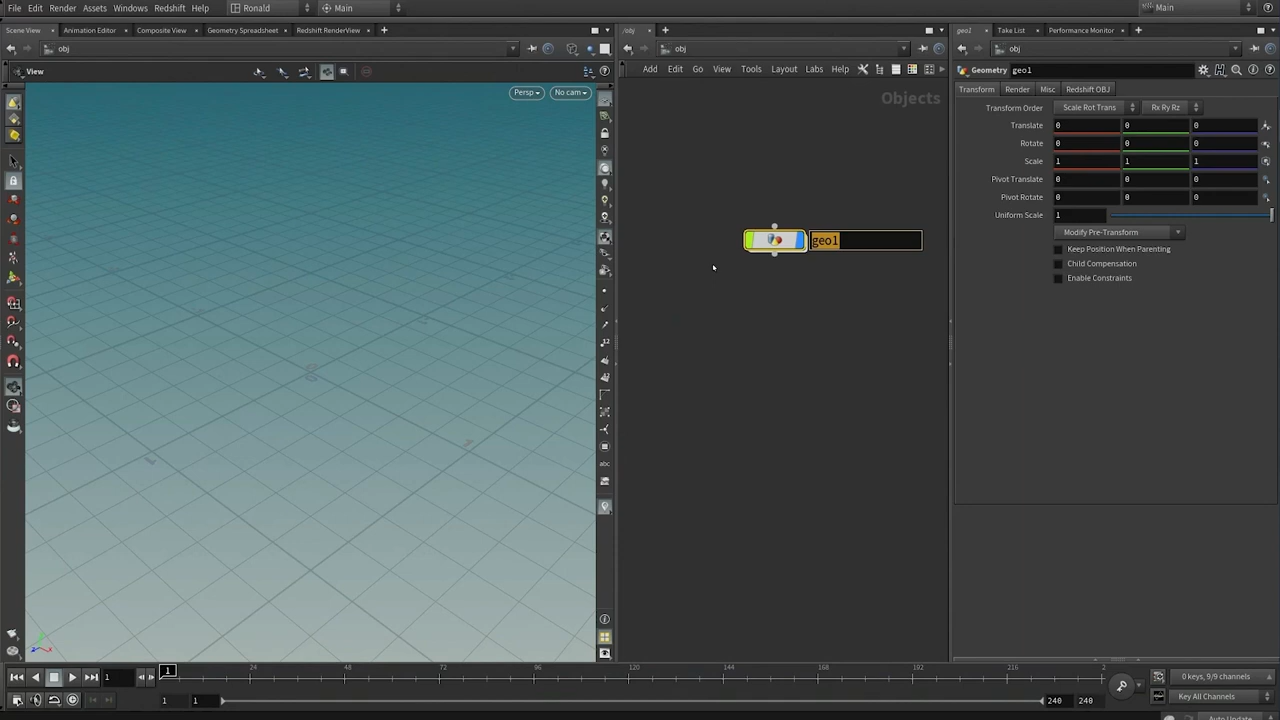 File Edit Render Assets Windows Redshift Help Ronald Main Main
Scene View Animation Editor Composite View Geometry Spreadsheet Redshift RenderView
/obj
geo1 Take List Performance Monitor
obj
obj
obj
View
Add Edit Go View Tools Layout Labs Help
Geometry geo1
Persp No cam
Objects
Transform Render Misc Redshift OBJ
Transform Order Scale Rot Trans Rx Ry Rz
Translate 0 0 0
Rotate 0 0 0
Scale 1 1 1
Pivot Translate 0 0 0
Pivot Rotate 0 0 0
Uniform Scale 1
Modify Pre-Transform
Keep Position When Parenting
Child Compensation
Enable Constraints
geo1
abc
1 1 24 48 72 96 120 144 168 192 216 2
0 keys, 9/9 channels
1 1 240 240
Key All Channels
Auto Update